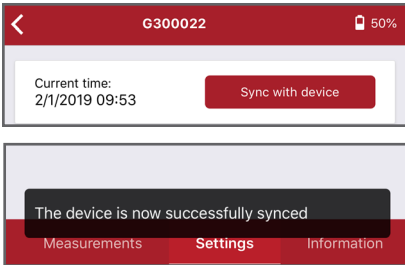 G300022
50%
Current time:
2/1/2019 09:53
Sync with device
The device is now successfully synced
Measurements
Settings
Information